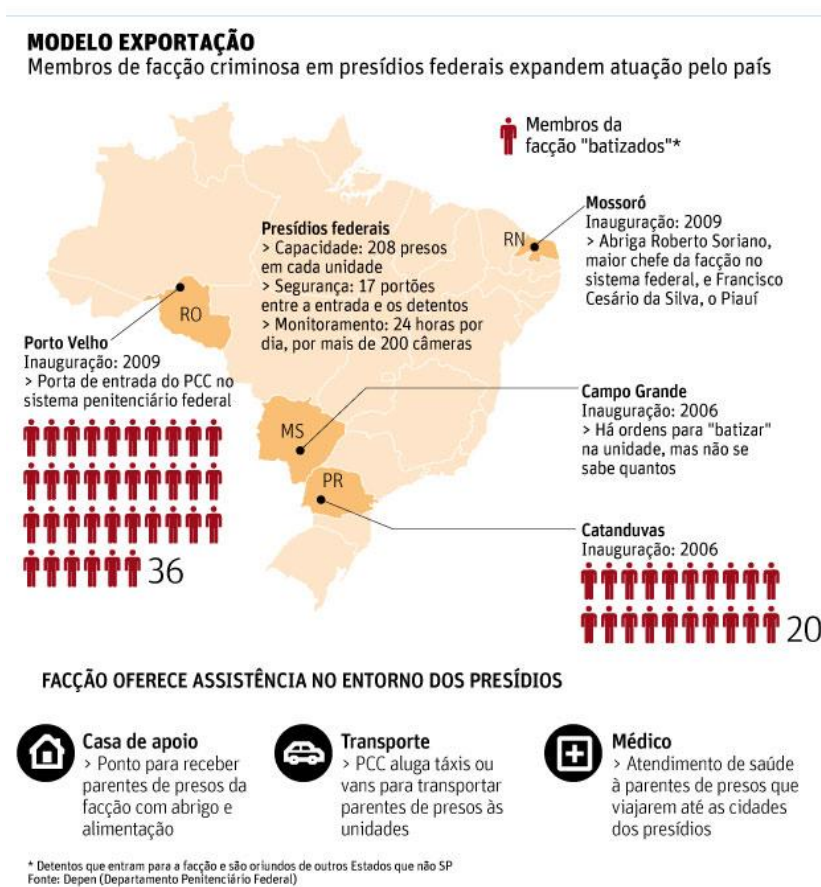 MODELO EXPORTAÇÃO
Membros de facção criminosa em presídios federais expandem atuação pelo país
Membros da
facção "batizados"*
Mossoró
Inauguração: 2009
> Abriga Roberto Soriano,
maior chefe da facção no
sistema federal, e Francisco
Cesário da Silva, o Piauí
RN
Presídios federais
> Capacidade: 208 presos
em cada unidade
> Segurança: 17 portões
entre a entrada e os detentos
> Monitoramento: 24 horas por
dia, por mais de 200 câmeras
RO
Porto Velho
Inauguração: 2009
> Porta de entrada do PCC no
sistema penitenciário federal
36
Campo Grande
Inauguração: 2006
> Há ordens para "batizar"
na unidade, mas não se
sabe quantos
MS
PR
Catanduvas
Inauguração: 2006
20
FACÇÃO OFERECE ASSISTÊNCIA NO ENTORNO DOS PRESÍDIOS
Casa de apoio
> Ponto para receber
parentes de presos da
facção com abrigo e
alimentação
Transporte
> PCC aluga táxis ou
vans para transportar
parentes de presos às
unidades
Médico
> Atendimento de saúde
à parentes de presos que
viajarem até as cidades
dos presídios
* Detentos que entram para a facção e são oriundos de outros Estados que não SP
Fonte: Depen (Departamento Penitenciário Federal)